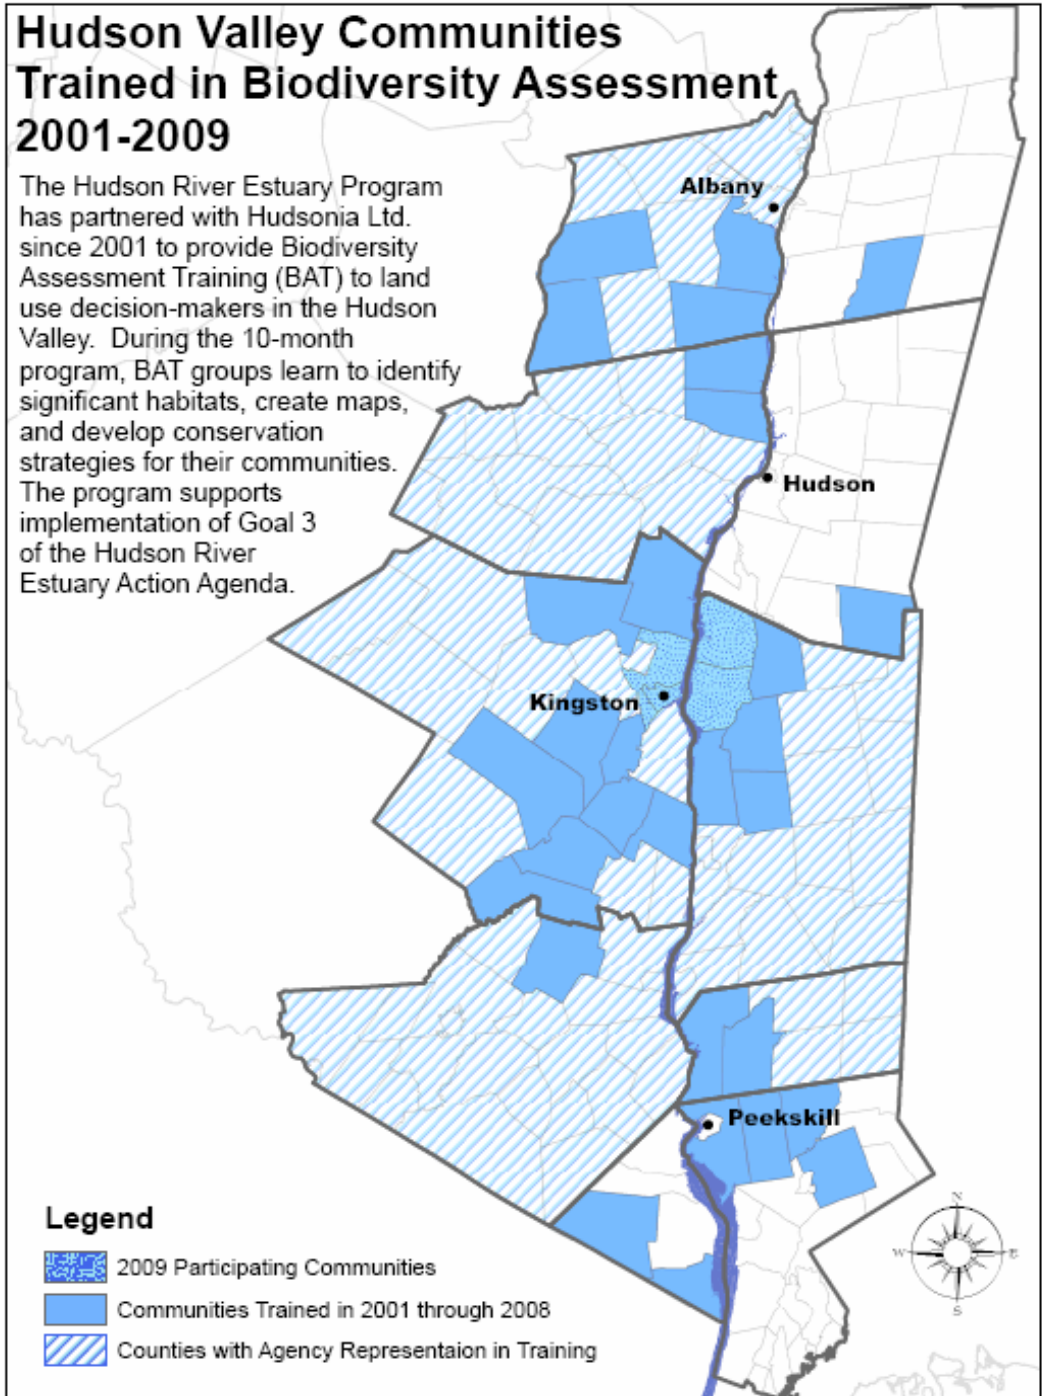 Hudson Valley Communities
Trained in Biodiversity Assessment
2001-2009
The Hudson River Estuary Program
has partnered with Hudsonia Ltd.
since 2001 to provide Biodiversity
Assessment Training (BAT) to land
use decision-makers in the Hudson
Valley. During the 10-month
program, BAT groups learn to identify
significant habitats, create maps,
and develop conservation
strategies for their communities.
The program supports
implementation of Goal 3
of the Hudson River
Estuary Action Agenda.
Albany
Hudson
Kingston
Peekskill
N
W
E
S
Legend
2009 Participating Communities
Communities Trained in 2001 through 2008
Counties with Agency Representaion in Training